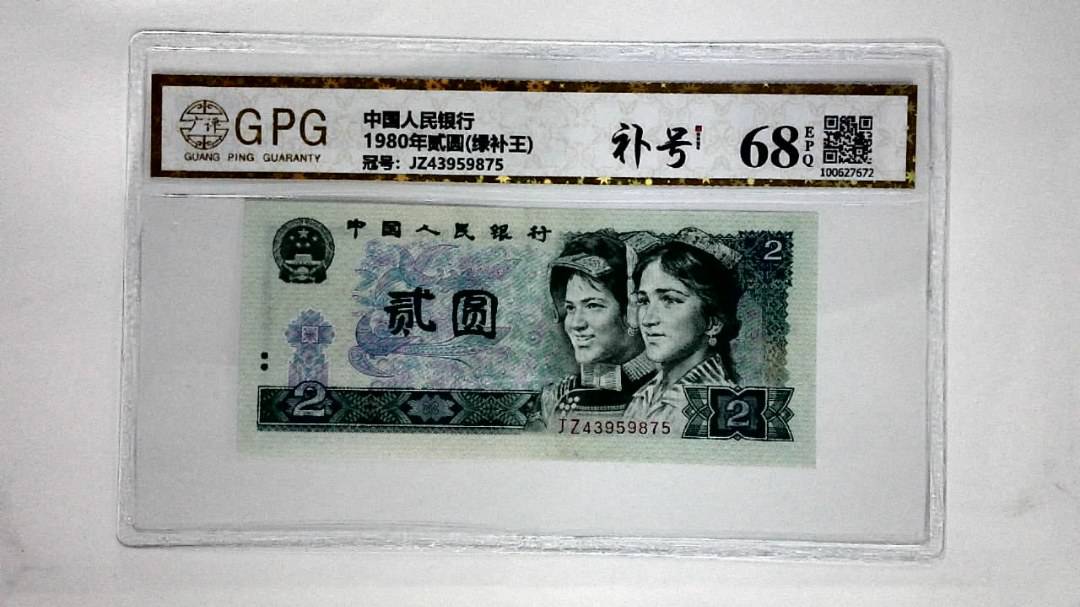 GPG
GUANG PING GUARANTY
中国人民银行
1980年贰圆(绿补王)
冠号: JZ43959875
补号
68
EPQ
100627672
中国人民银行
2
贰圆
2
2
JZ43959875